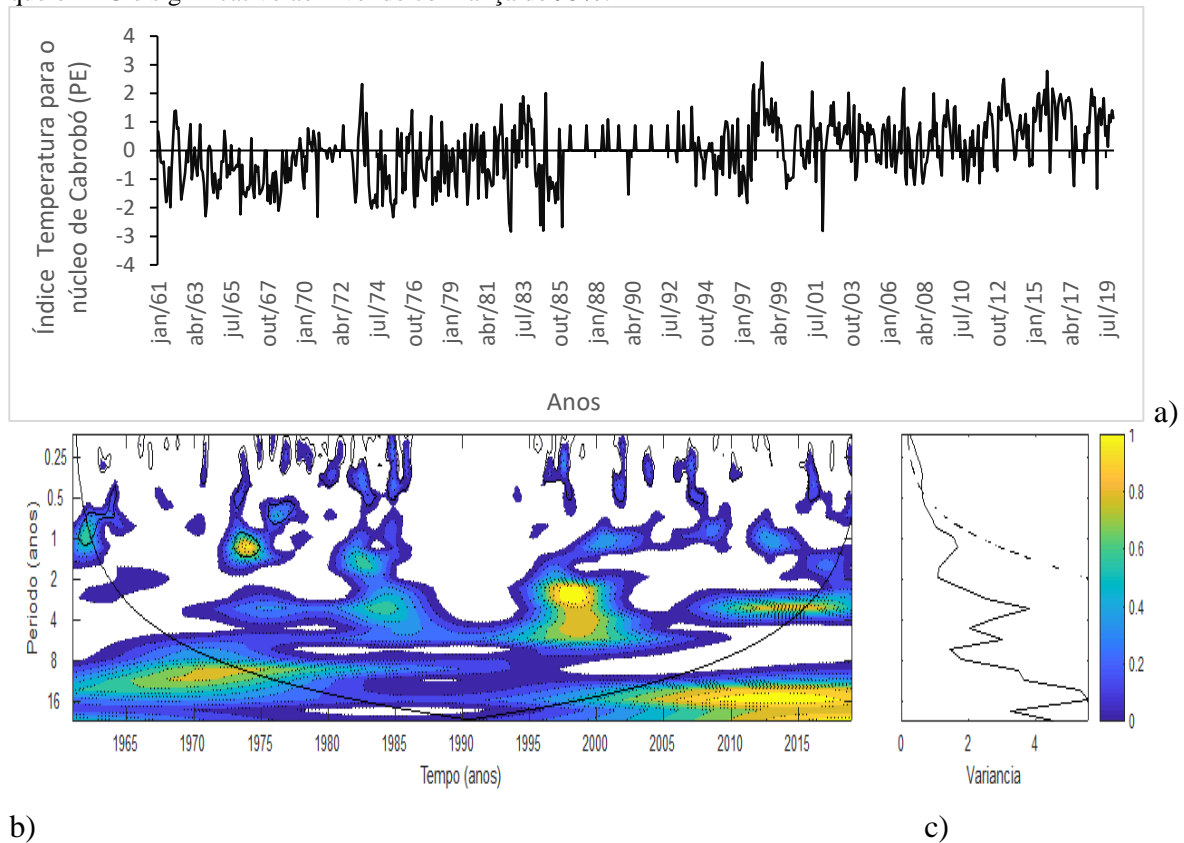 4
3
2
1
0
-1
-2
-3
-4
Índice Temperatura para o
núcleo de Cabrobó (PE)
jan/61
abr/63
jul/65
out/67
jan/70
abr/72
jul/74
out/76
jan/79
abr/81
jul/83
out/85
jan/88
abr/90
jul/92
out/94
jan/97
abr/99
jul/01
out/03
jan/06
abr/08
jul/10
out/12
jan/15
abr/17
jul/19
Anos
a)
0.25
0.5
1
2
4
8
16
Periodo (anos)
1965 1970 1975 1980 1985 1990 1995 2000 2005 2010 2015
Tempo (anos)
0 2 4
Variancia
1
0.8
0.6
0.4
0.2
0
b) c)